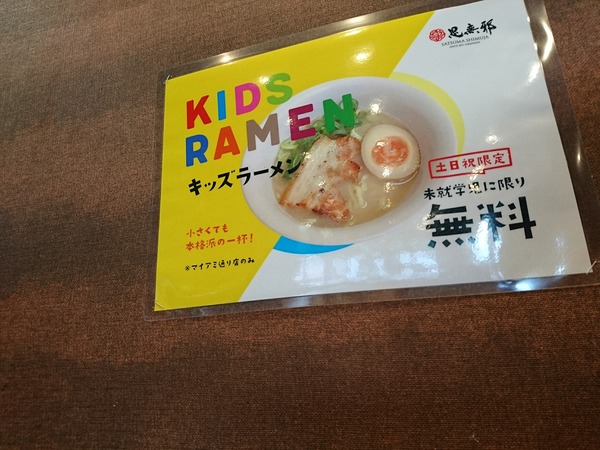 思無邪
SATSUMA SHIMUJA
KIDS
RAMEN
キッズラーメン
小さくても
本格派の一杯!
※マイアミ通り店のみ
土日祝限定
未就学児に限り
無料